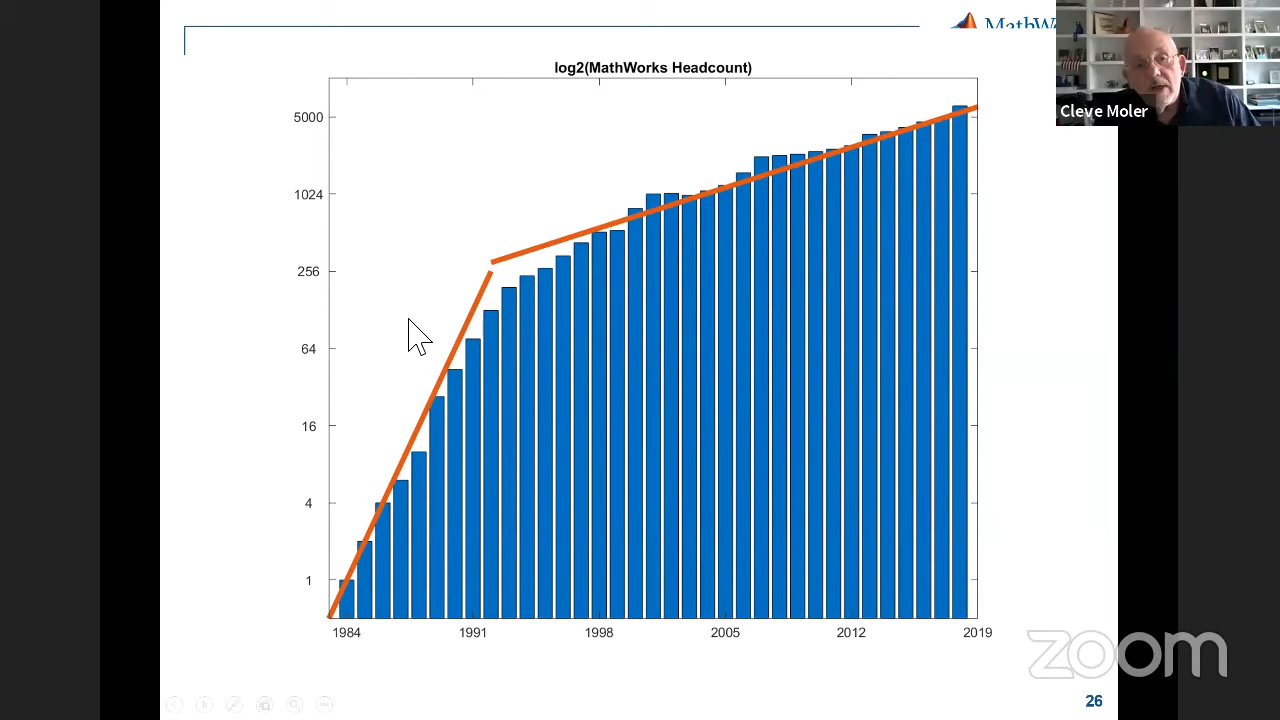 MathWo
Cleve Moler
log2(MathWorks Headcount)
5000
1024
256
64
16
4
1
1984 1991 1998 2005 2012 2019
zoom
26